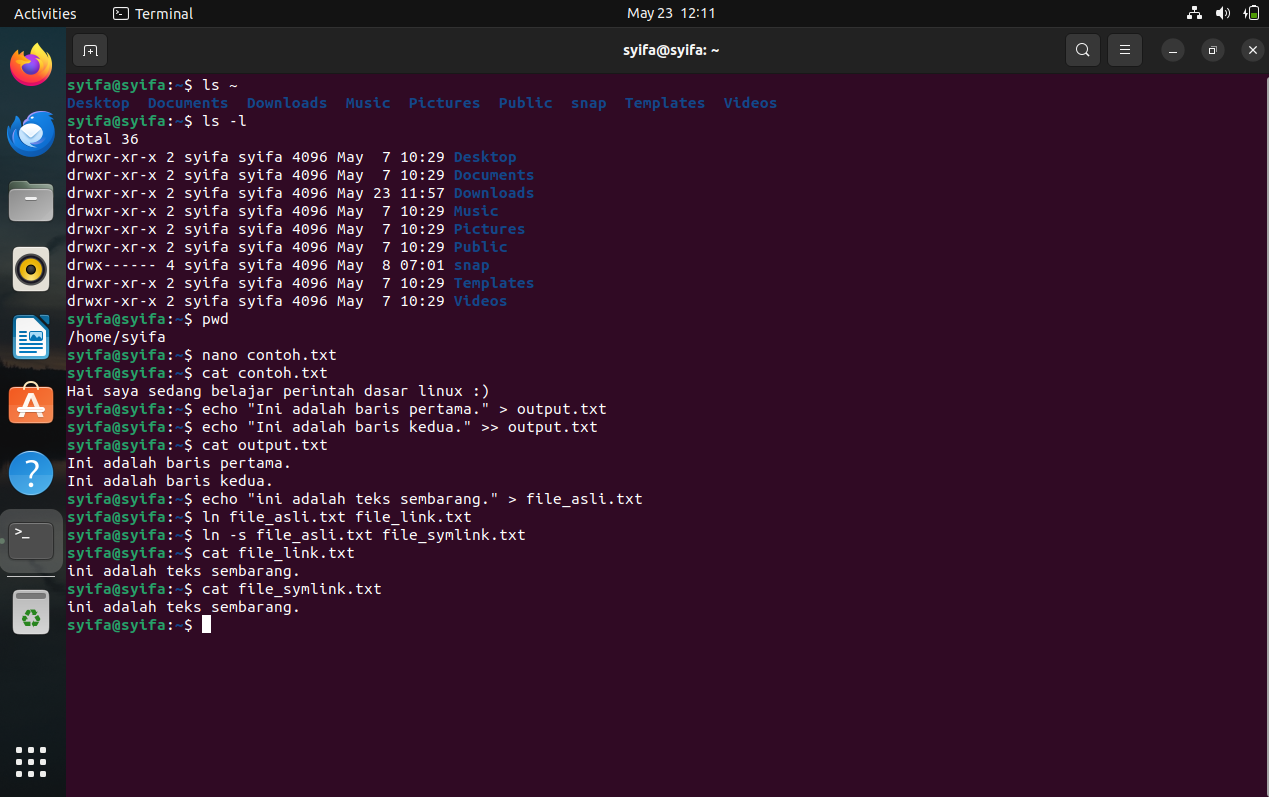 Activities Terminal May 23 12:11
syifa@syifa: ~
syifa@syifa:~$ ls ~
Desktop Documents Downloads Music Pictures Public snap Templates Videos
syifa@syifa:~$ ls -l
total 36
drwxr-xr-x 2 syifa syifa 4096 May  7 10:29 Desktop
drwxr-xr-x 2 syifa syifa 4096 May  7 10:29 Documents
drwxr-xr-x 2 syifa syifa 4096 May 23 11:57 Downloads
drwxr-xr-x 2 syifa syifa 4096 May  7 10:29 Music
drwxr-xr-x 2 syifa syifa 4096 May  7 10:29 Pictures
drwxr-xr-x 2 syifa syifa 4096 May  7 10:29 Public
drwx------ 4 syifa syifa 4096 May  8 07:01 snap
drwxr-xr-x 2 syifa syifa 4096 May  7 10:29 Templates
drwxr-xr-x 2 syifa syifa 4096 May  7 10:29 Videos
syifa@syifa:~$ pwd
/home/syifa
syifa@syifa:~$ nano contoh.txt
syifa@syifa:~$ cat contoh.txt
Hai saya sedang belajar perintah dasar linux :)
syifa@syifa:~$ echo "Ini adalah baris pertama." > output.txt
syifa@syifa:~$ echo "Ini adalah baris kedua." >> output.txt
syifa@syifa:~$ cat output.txt
Ini adalah baris pertama.
Ini adalah baris kedua.
syifa@syifa:~$ echo "ini adalah teks sembarang." > file_asli.txt
syifa@syifa:~$ ln file_asli.txt file_link.txt
syifa@syifa:~$ ln -s file_asli.txt file_symlink.txt
syifa@syifa:~$ cat file_link.txt
ini adalah teks sembarang.
syifa@syifa:~$ cat file_symlink.txt
ini adalah teks sembarang.
syifa@syifa:~$